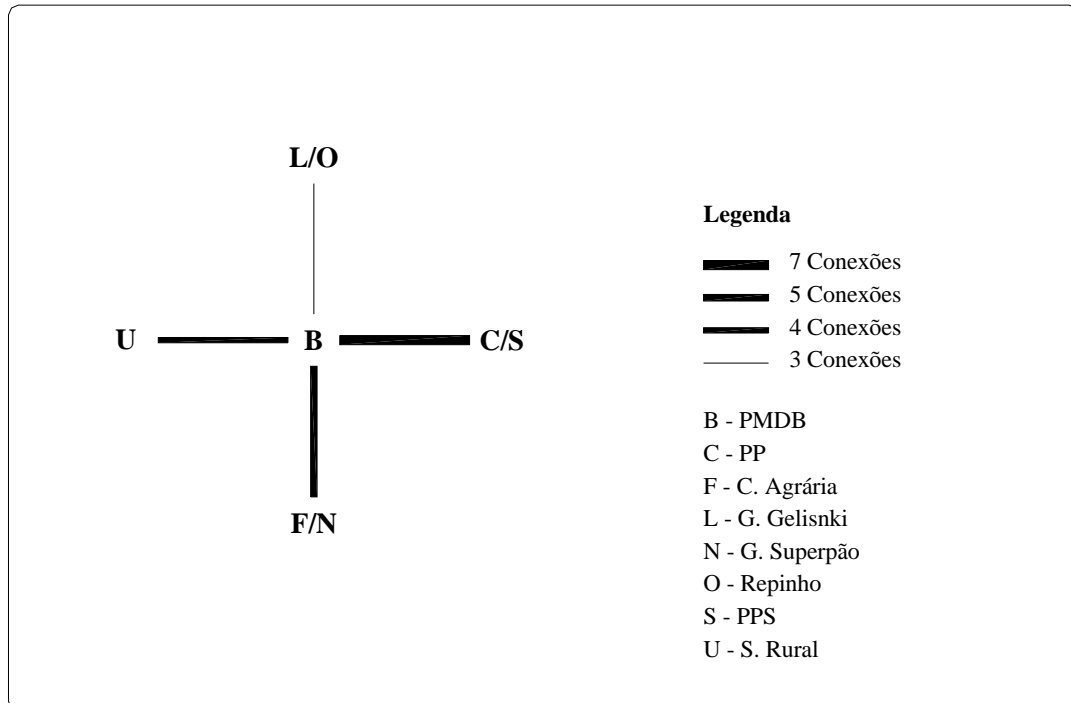 L/O
U
B
C/S
F/N
Legenda
7 Conexões
5 Conexões
4 Conexões
3 Conexões
B - PMDB
C - PP
F - C. Agrária
L - G. Gelisnki
N - G. Superpão
O - Repinho
S - PPS
U - S. Rural